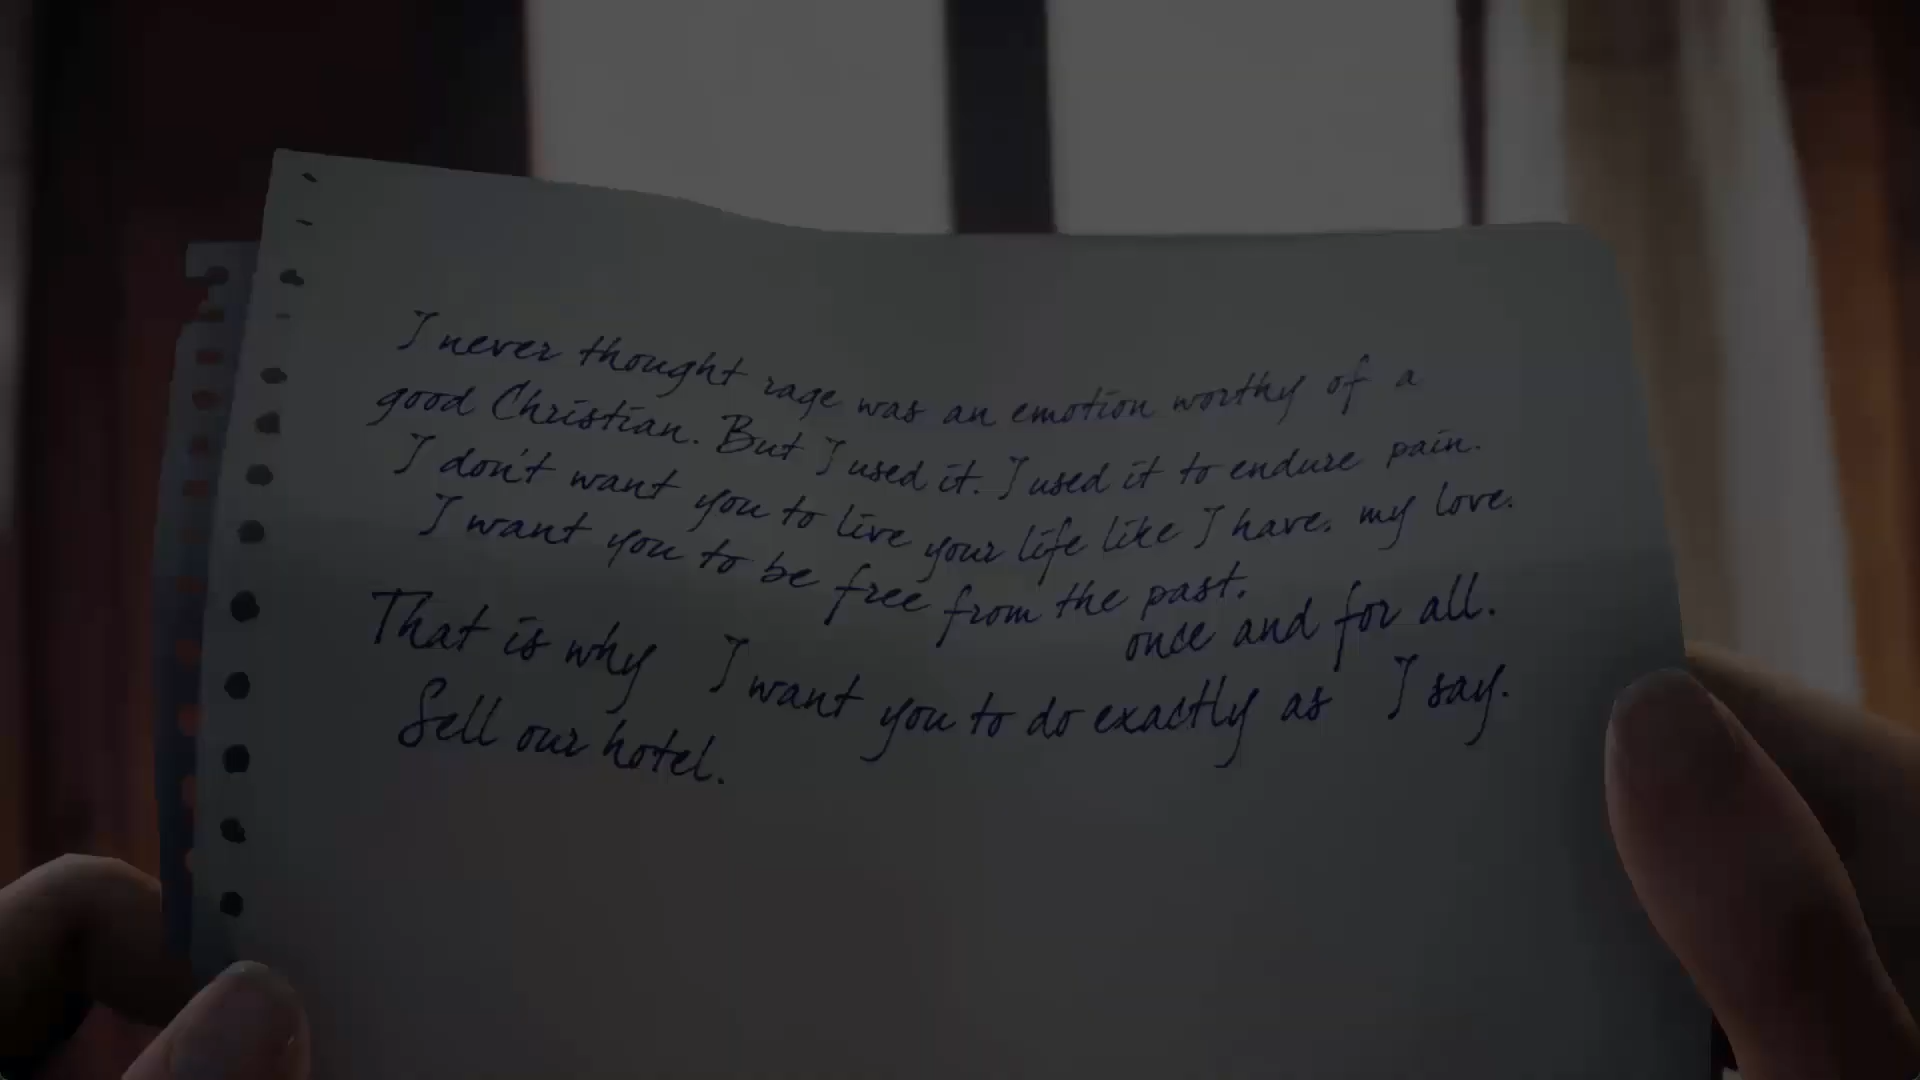 I never thought rage was an emotion worthy of a
good Christian. But I used it. I used it to endure pain.
I don't want you to live your life like I have, my love.
I want you to be free from the past.
once and for all.
That is why I want you to do exactly as I say.
Sell our hotel.